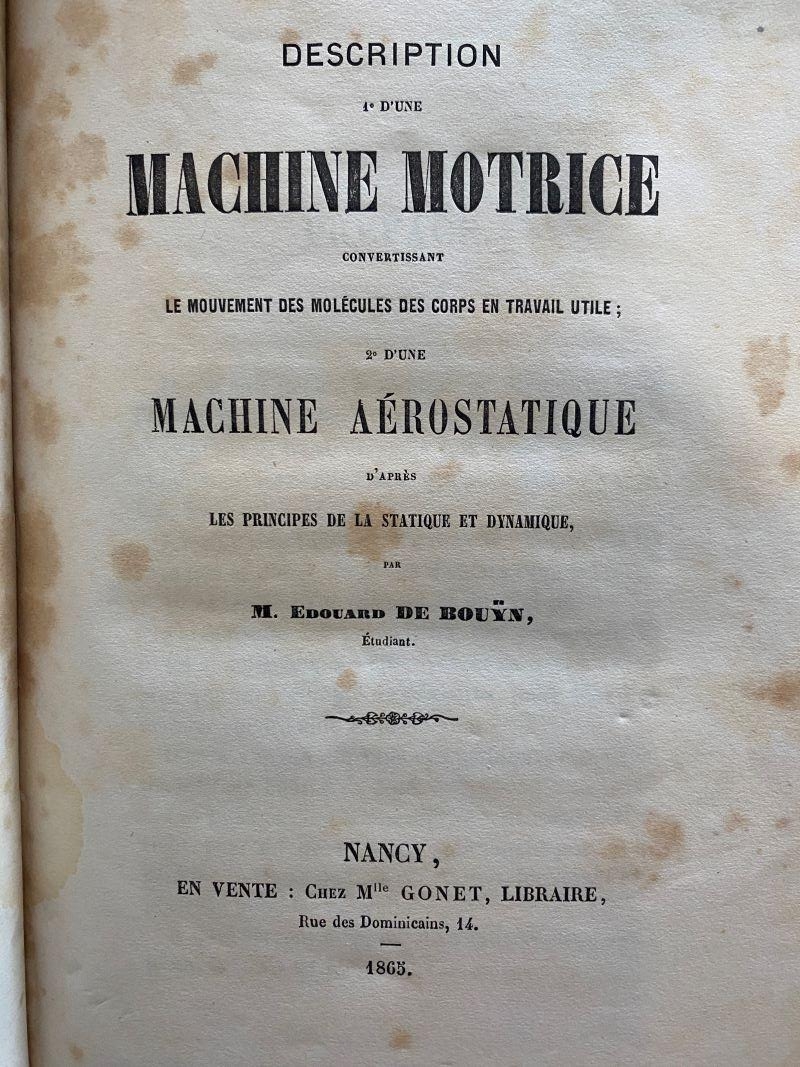 DESCRIPTION
1º D'UNE
MACHINE MOTRICE
CONVERTISSANT
LE MOUVEMENT DES MOLÉCULES DES CORPS EN TRAVAIL UTILE ;
2º D'UNE
MACHINE AÉROSTATIQUE
D'APRÈS
LES PRINCIPES DE LA STATIQUE ET DYNAMIQUE,
PAR
M. EDOUARD DE BOUŸN,
Étudiant.
NANCY,
EN VENTE : CHEZ Mlle GONET, LIBRAIRE,
Rue des Dominicains, 14.
1865.